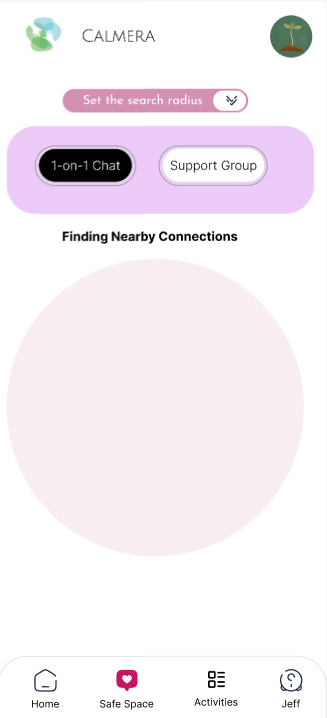 CALMERA
Set the search radius
1-on-1 Chat
Support Group
Finding Nearby Connections
Home
Safe Space
Activities
Jeff